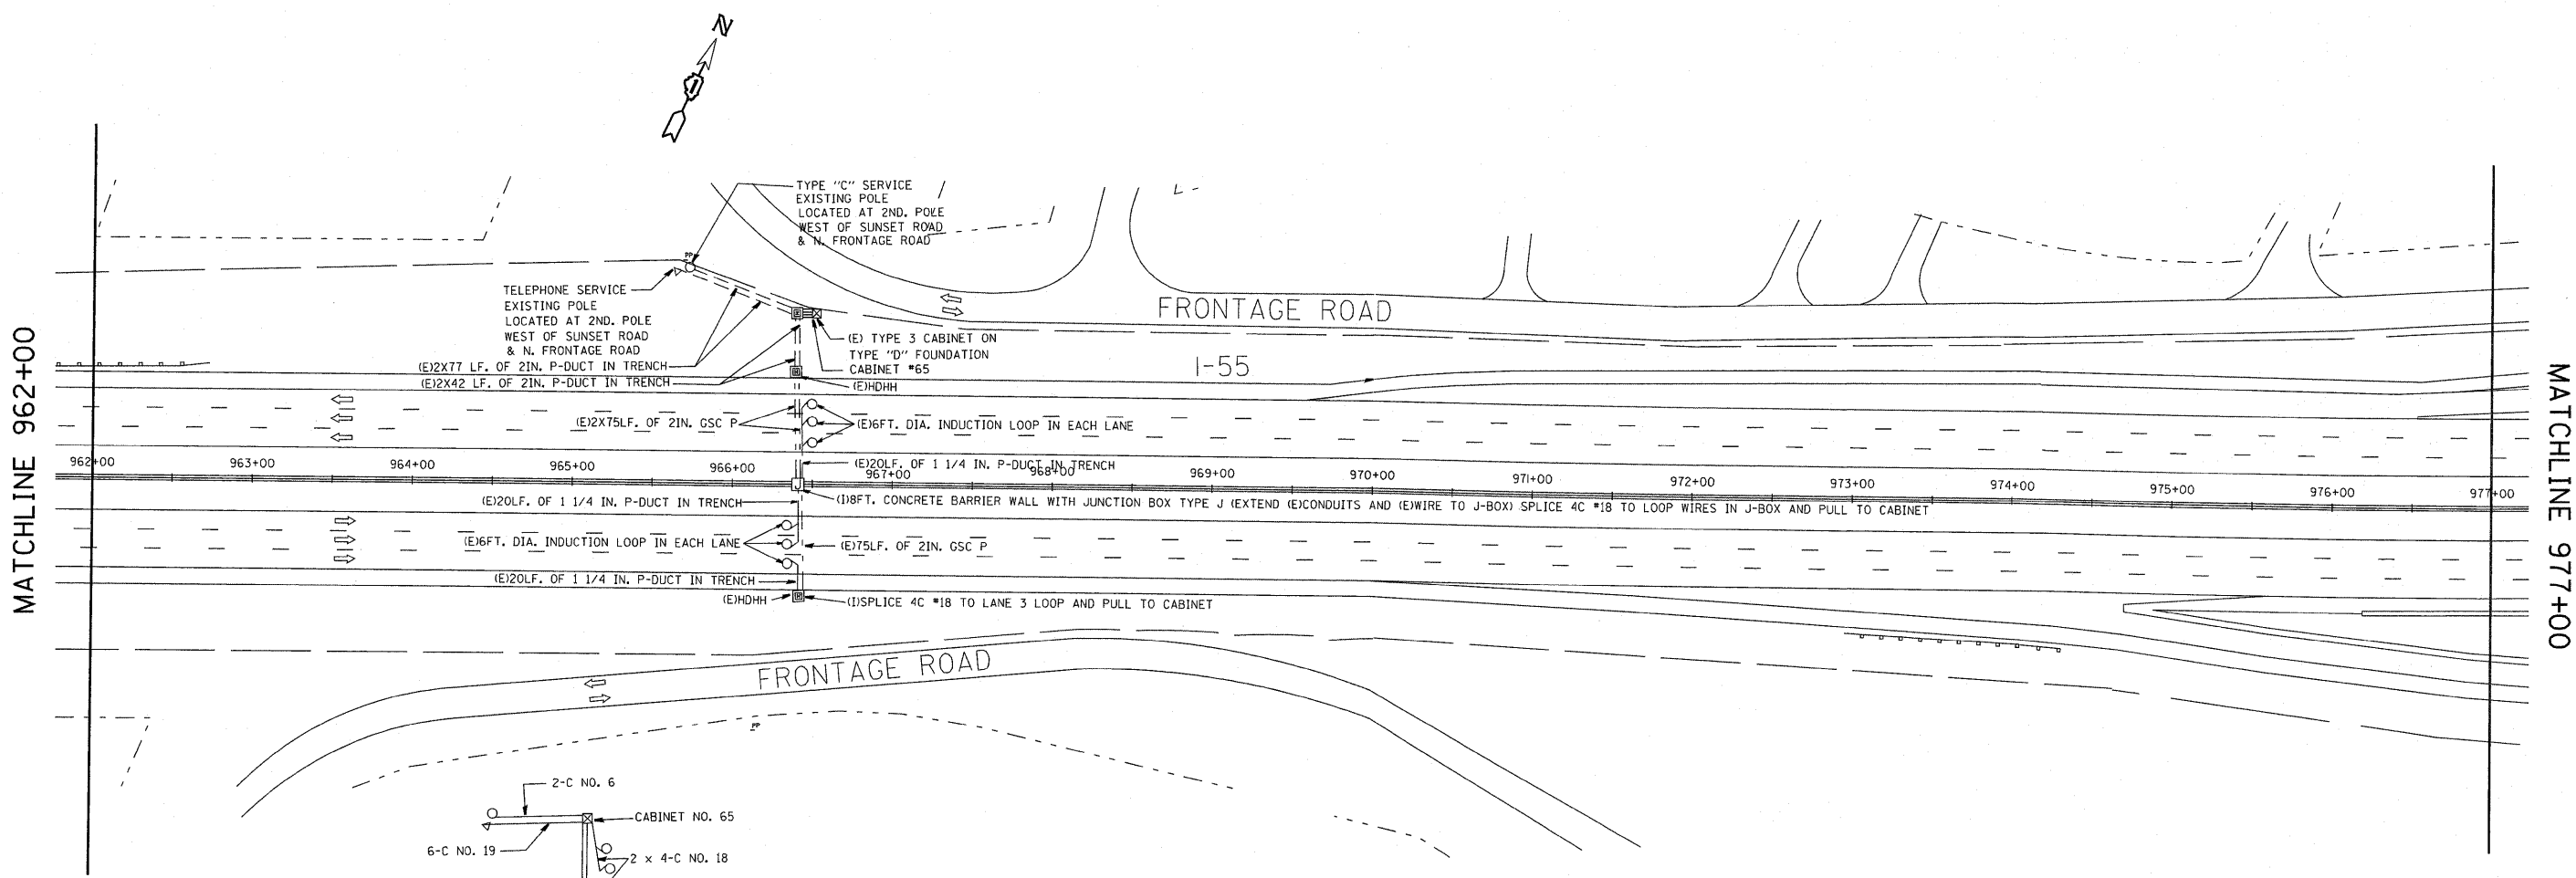 N
TYPE "C" SERVICE
EXISTING POLE
LOCATED AT 2ND. POLE
WEST OF SUNSET ROAD
& N. FRONTAGE ROAD
PP
TELEPHONE SERVICE
EXISTING POLE
LOCATED AT 2ND. POLE
WEST OF SUNSET ROAD
& N. FRONTAGE ROAD
FRONTAGE ROAD
(E) TYPE 3 CABINET ON
TYPE "D" FOUNDATION
CABINET #65
I-55
(E)2X77 LF. OF 2IN. P-DUCT IN TRENCH
(E)2X42 LF. OF 2IN. P-DUCT IN TRENCH
(E)HDHH
(E)2X75LF. OF 2IN. GSC P
(E)6FT. DIA. INDUCTION LOOP IN EACH LANE
MATCHLINE 962+00
MATCHLINE 977+00
(E)20LF. OF 1 1/4 IN. P-DUCT IN TRENCH
962+00 963+00 964+00 965+00 966+00 967+00 968+00 969+00 970+00 971+00 972+00 973+00 974+00 975+00 976+00 977+00
(E)20LF. OF 1 1/4 IN. P-DUCT IN TRENCH
J
(I)8FT. CONCRETE BARRIER WALL WITH JUNCTION BOX TYPE J (EXTEND (E)CONDUITS AND (E)WIRE TO J-BOX) SPLICE 4C #18 TO LOOP WIRES IN J-BOX AND PULL TO CABINET
(E)6FT. DIA. INDUCTION LOOP IN EACH LANE
(E)75LF. OF 2IN. GSC P
(E)20LF. OF 1 1/4 IN. P-DUCT IN TRENCH
(E)HDHH
(I)SPLICE 4C #18 TO LANE 3 LOOP AND PULL TO CABINET
FRONTAGE ROAD
PP
2-C NO. 6
CABINET NO. 65
6-C NO. 19
2 x 4-C NO. 18